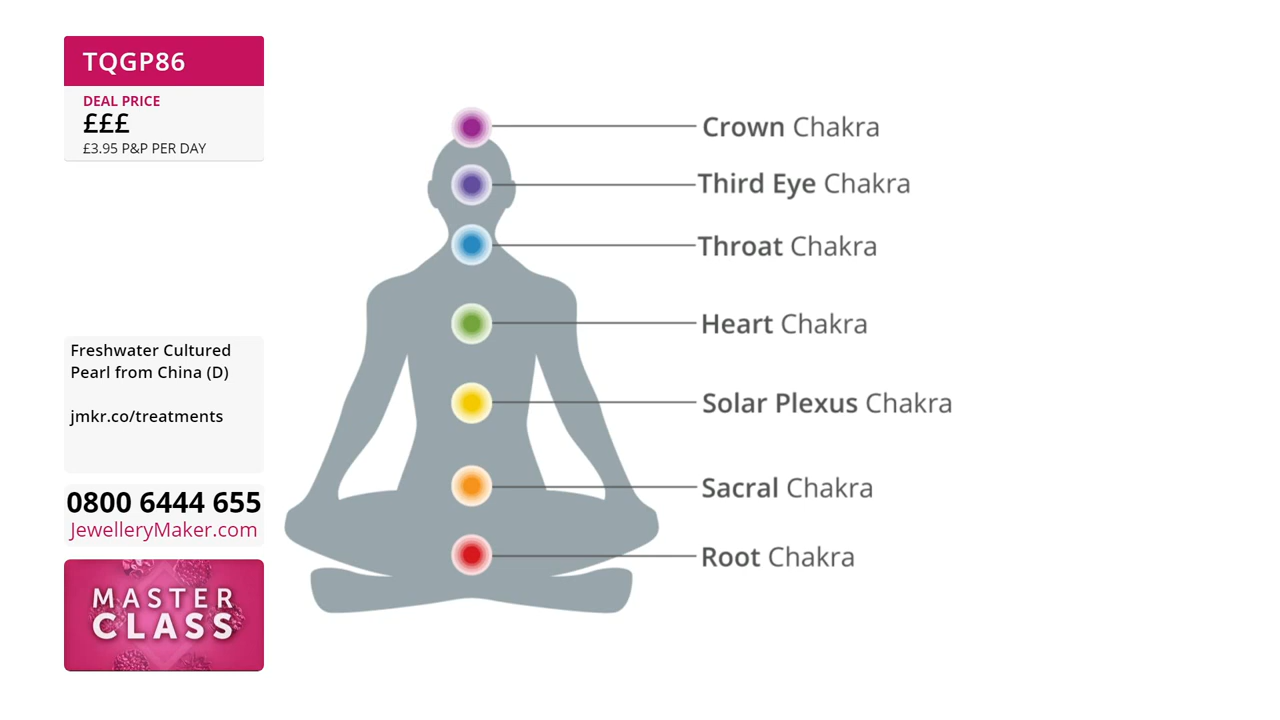 TQGP86
DEAL PRICE
£££
£3.95 P&P PER DAY
Freshwater Cultured
Pearl from China (D)
jmkr.co/treatments
0800 6444 655
JewelleryMaker.com
MASTER
CLASS
Crown Chakra
Third Eye Chakra
Throat Chakra
Heart Chakra
Solar Plexus Chakra
Sacral Chakra
Root Chakra